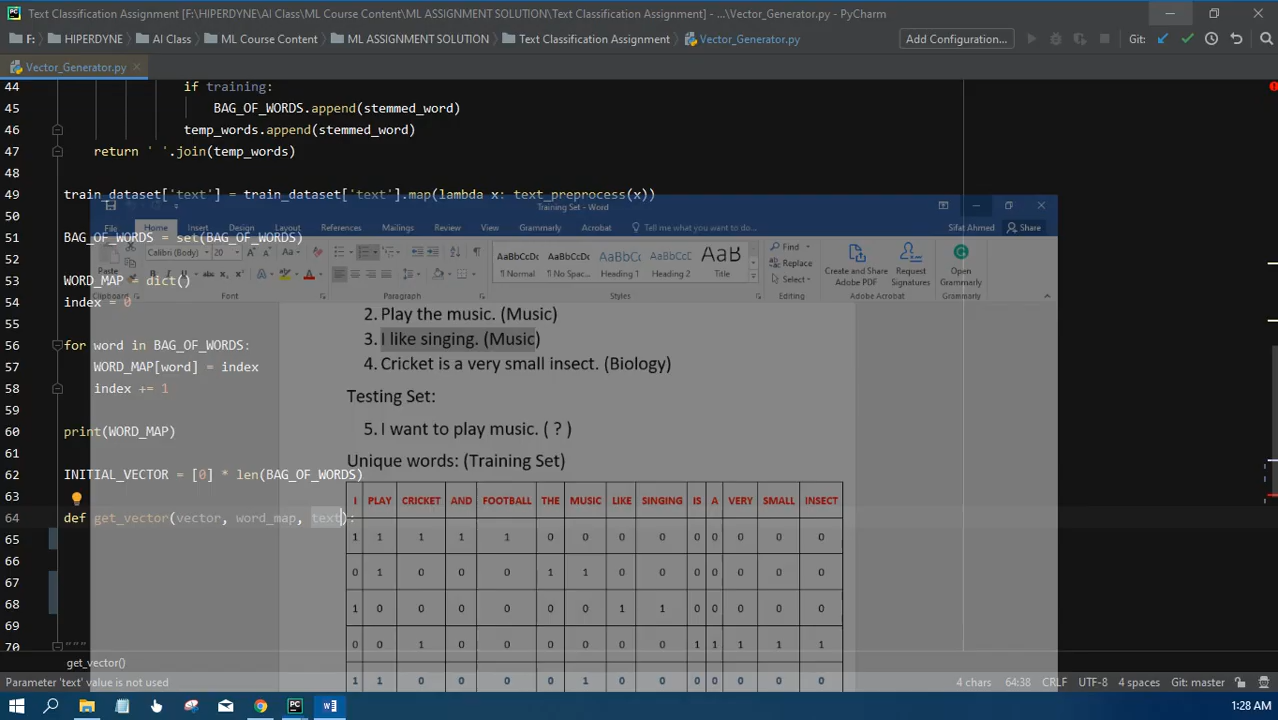 Text Classification Assignment [F:\HIPERDYNE\AI Class\ML Course Content\ML ASSIGNMENT SOLUTION\Text Classification Assignment] - ...\Vector_Generator.py - PyCharm
F: HIPERDYNE AI Class ML Course Content ML ASSIGNMENT SOLUTION Text Classification Assignment Vector_Generator.py Add Configuration... Git:
Vector_Generator.py
44 if training:
45 BAG_OF_WORDS.append(stemmed_word)
46 temp_words.append(stemmed_word)
47 return ' '.join(temp_words)
48
49 train_dataset['text'] = train_dataset['text'].map(lambda x: text_preprocess(x))
50
51 BAG_OF_WORDS = set(BAG_OF_WORDS)
52
53 WORD_MAP = dict()
54 index = 0
55
56 for word in BAG_OF_WORDS:
57 WORD_MAP[word] = index
58 index += 1
59
60 print(WORD_MAP)
61
62 INITIAL_VECTOR = [0] * len(BAG_OF_WORDS)
63
64 def get_vector(vector, word_map, text):
65
66
67
68
70 """
get_vector()
Training Set - Word
File Home Insert Design Layout References Mailings Review View Grammarly Acrobat Tell me what you want to do... Sifat Ahmed Share
Paste Calibri (Body) 20 AaBbCcDc AaBbCcDc AaBbCc AaBbCc AaB Find Replace Select
¶ Normal ¶ No Spac... Heading 1 Heading 2 Title Create and Share Adobe PDF Request Signatures Open Grammarly
Clipboard Font Paragraph Styles Editing Adobe Acrobat Grammarly
2. Play the music. (Music)
3. I like singing. (Music)
4. Cricket is a very small insect. (Biology)
Testing Set:
5. I want to play music. ( ? )
Unique words: (Training Set)
I PLAY CRICKET AND FOOTBALL THE MUSIC LIKE SINGING IS A VERY SMALL INSECT
1 1 1 1 1 0 0 0 0 0 0 0 0 0
0 1 0 0 0 1 1 0 0 0 0 0 0 0
1 0 0 0 0 0 0 1 1 0 0 0 0 0
0 0 1 0 0 0 0 0 0 1 1 1 1 1
1 1 0 0 0 0 1 0 0 0 0 0 0 0
Parameter 'text' value is not used 4 chars 64:38 CRLF UTF-8 4 spaces Git: master
1:28 AM